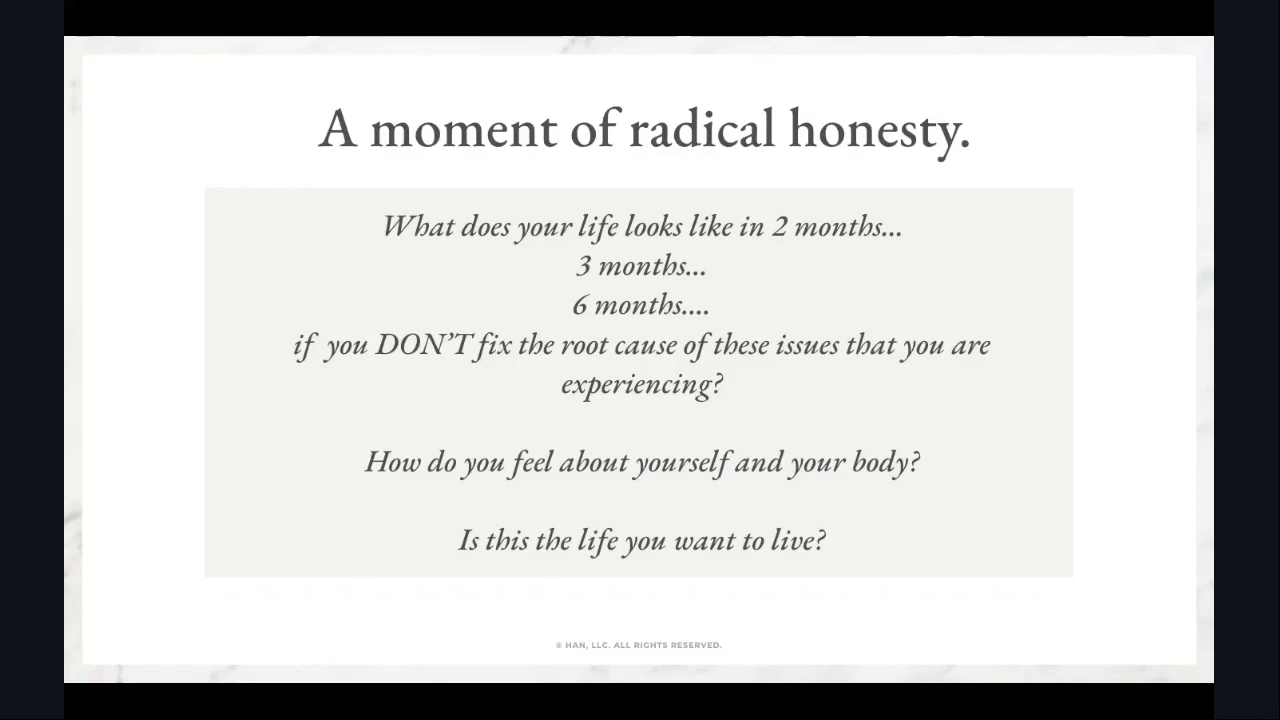 A moment of radical honesty.
What does your life looks like in 2 months...
3 months...
6 months....
if  you DON'T fix the root cause of these issues that you are
experiencing?
How do you feel about yourself and your body?
Is this the life you want to live?
© HAN, LLC. ALL RIGHTS RESERVED.